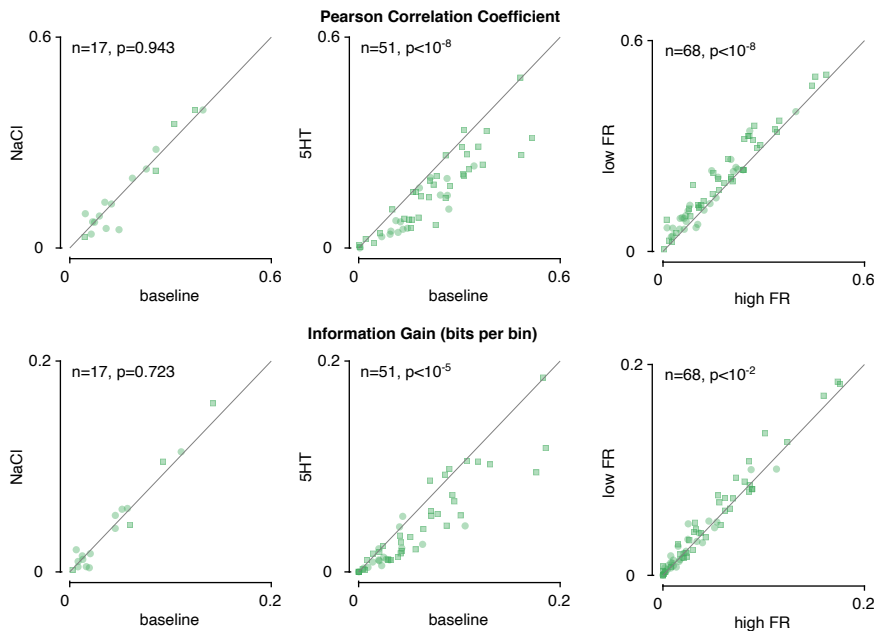 Pearson Correlation Coefficient
0.6
n=17, p=0.943
NaCl
0
0
0.6
baseline
0.6
n=51, p<10⁻⁸
5HT
0
0
0.6
baseline
0.6
n=68, p<10⁻⁸
low FR
0
0
0.6
high FR
Information Gain (bits per bin)
0.2
n=17, p=0.723
NaCl
0
0
0.2
baseline
0.2
n=51, p<10⁻⁵
5HT
0
0
0.2
baseline
0.2
n=68, p<10⁻²
low FR
0
0
0.2
high FR